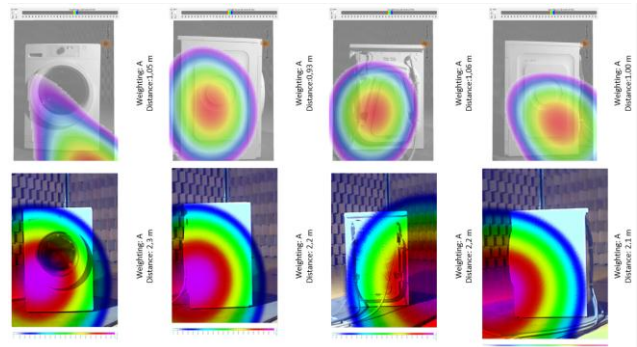 Weighting: A
Distance:1,05 m
Weighting: A
Distance:0,93 m
Weighting: A
Distance:1,06 m
Weighting: A
Distance:1.00 m
Weighting: A
Distance: 2,3 m
Weighting: A
Distance: 2,2 m
Weighting: A
Distance: 2,2 m
Weighting: A
Distance: 2.1 m